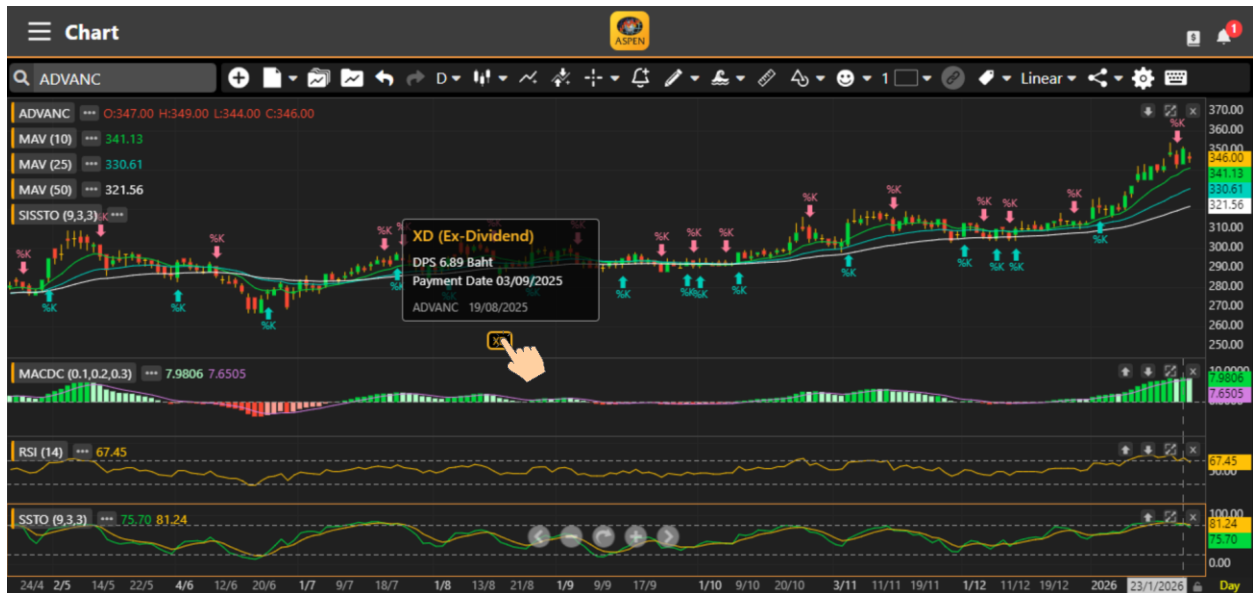 Chart
ASPEN
1
ADVANC
D
1
Linear
ADVANC ... O:347.00 H:349.00 L:344.00 C:346.00
MAV (10) ... 341.13
MAV (25) ... 330.61
MAV (50) ... 321.56
SISSTO (9,3,3) ...
%K %K %K %K %K %K %K %K %K %K %K %K %K
%K %K %K %K %K %K %K %K %K %K %K %K
XD (Ex-Dividend)
DPS 6.89 Baht
Payment Date 03/09/2025
ADVANC 19/08/2025
370.00
360.00
350.00
346.00
341.13
330.61
321.56
310.00
300.00
290.00
280.00
270.00
260.00
250.00
MACDC (0.1,0.2,0.3) ... 7.9806 7.6505
10.0000
7.9806
7.6505
RSI (14) ... 67.45
67.45
50.00
SSTO (9,3,3) ... 75.70 81.24
100.00
81.24
75.70
0.00
24/4 2/5 14/5 22/5 4/6 12/6 20/6 1/7 9/7 18/7 1/8 13/8 21/8 1/9 9/9 17/9 1/10 9/10 20/10 3/11 11/11 19/11 1/12 11/12 19/12 2026 23/1/2026 Day